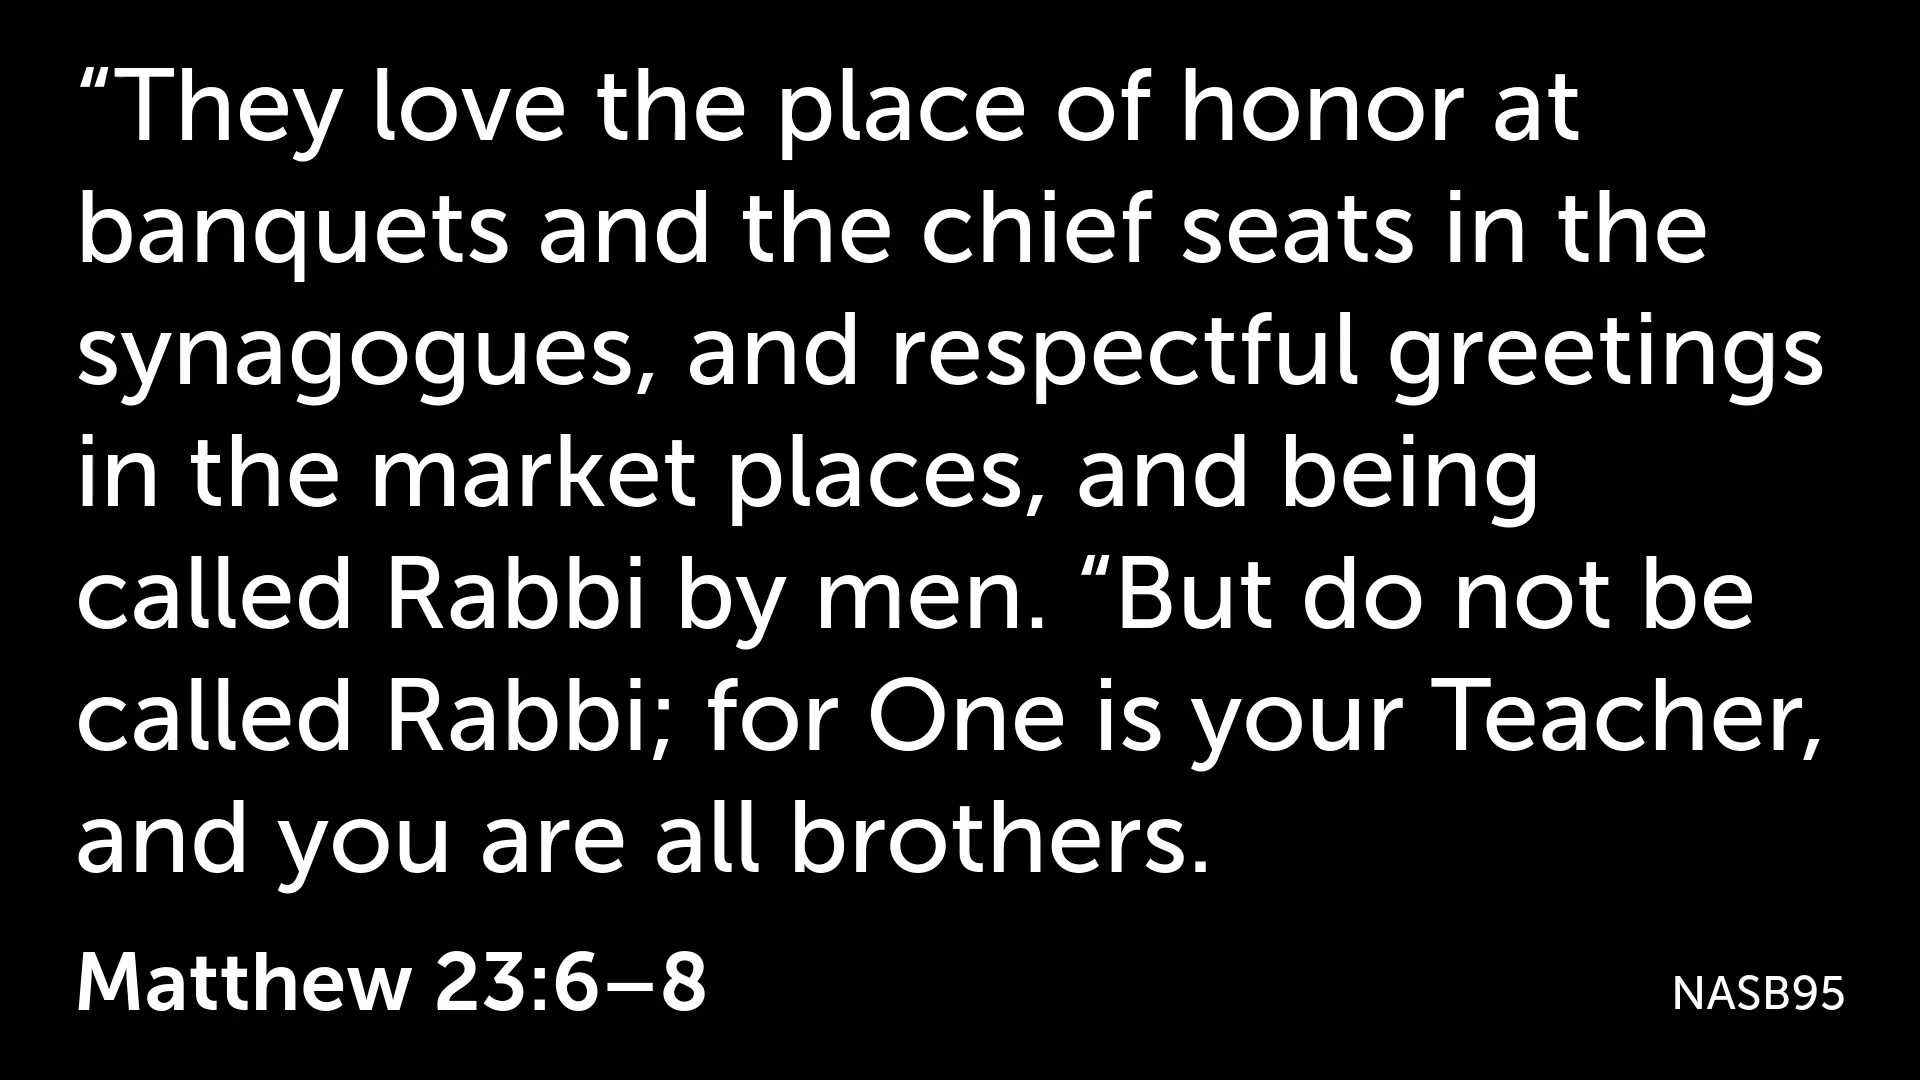 “They love the place of honor at
banquets and the chief seats in the
synagogues, and respectful greetings
in the market places, and being
called Rabbi by men. “But do not be
called Rabbi; for One is your Teacher,
and you are all brothers.
Matthew 23:6–8
NASB95